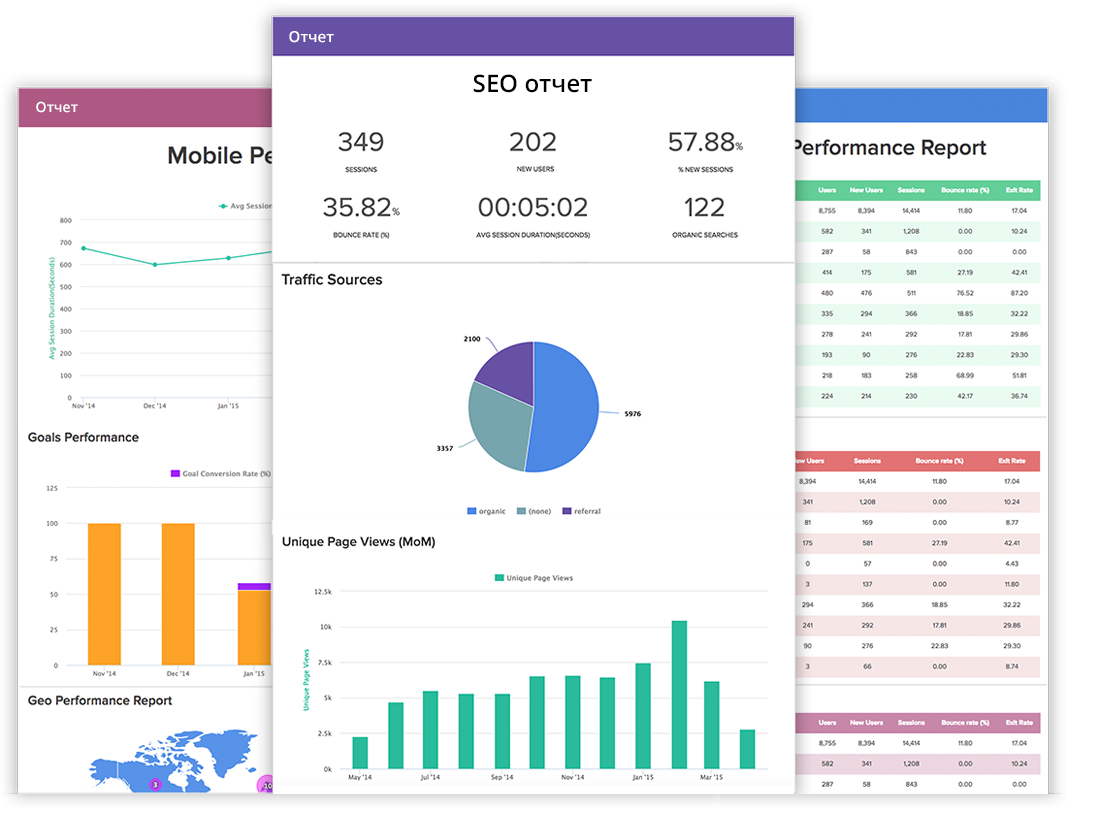 Отчет
SEO отчет
349 202 57.88%
SESSIONS NEW USERS % NEW SESSIONS
35.82% 00:05:02 122
BOUNCE RATE (%) AVG SESSION DURATION(SECONDS) ORGANIC SEARCHES
Traffic Sources
2100
5976
3357
organic (none) referral
Unique Page Views (MoM)
Unique Page Views
12.5k
10k
7.5k
5k
2.5k
0k
Unique Page Views
May '14 Jul '14 Sep '14 Nov '14 Jan '15 Mar '15
Отчет
Mobile Pe
Avg Session
800
700
600
500
400
300
200
100
0
Avg Session Duration(Seconds)
Nov '14 Dec '14 Jan '15
Goals Performance
Goal Conversion Rate (%)
125
100
75
50
25
0
Nov '14 Dec '14 Jan '15
Geo Performance Report
3
Performance Report
Users New Users Sessions Bounce rate (%) Exit Rate
8,755 8,394 14,414 11.80 17.04
582 341 1,208 0.00 10.24
287 58 843 0.00 0.00
414 175 581 27.19 42.41
480 476 511 76.52 87.20
335 294 366 18.85 32.22
278 241 292 17.81 29.86
193 90 276 22.83 29.30
218 183 258 68.99 51.81
224 214 230 42.17 36.74
New Users Sessions Bounce rate (%) Exit Rate
8,394 14,414 11.80 17.04
341 1,208 0.00 10.24
81 169 0.00 8.77
175 581 27.19 42.41
0 57 0.00 4.43
3 137 0.00 11.80
294 366 18.85 32.22
241 292 17.81 29.86
90 276 22.83 29.30
3 66 0.00 8.74
Users New Users Sessions Bounce rate (%) Exit Rate
8,755 8,394 14,414 11.80 17.04
582 341 1,208 0.00 10.24
287 58 843 0.00 0.00